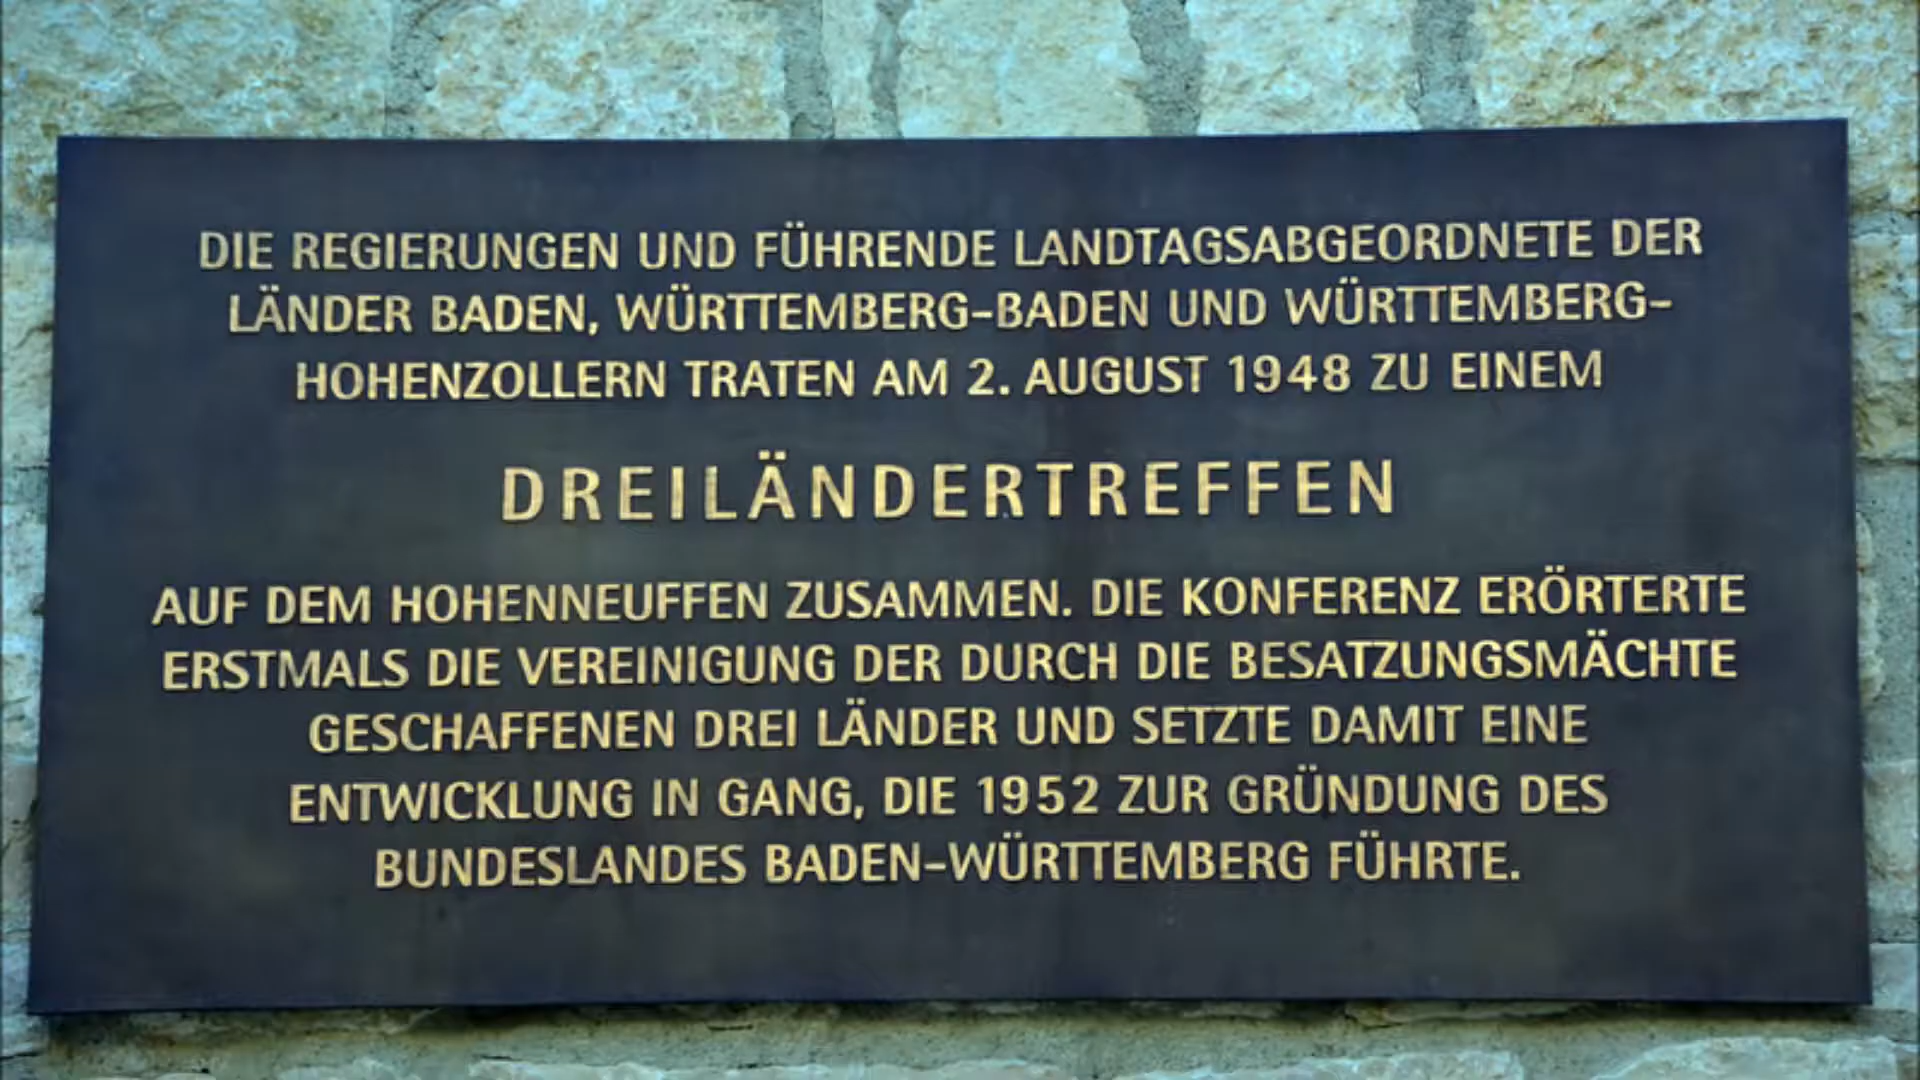 DIE REGIERUNGEN UND FÜHRENDE LANDTAGSABGEORDNETE DER
LÄNDER BADEN, WÜRTTEMBERG-BADEN UND WÜRTTEMBERG-
HOHENZOLLERN TRATEN AM 2. AUGUST 1948 ZU EINEM
DREILÄNDERTREFFEN
AUF DEM HOHENNEUFFEN ZUSAMMEN. DIE KONFERENZ ERÖRTERTE
ERSTMALS DIE VEREINIGUNG DER DURCH DIE BESATZUNGSMÄCHTE
GESCHAFFENEN DREI LÄNDER UND SETZTE DAMIT EINE
ENTWICKLUNG IN GANG, DIE 1952 ZUR GRÜNDUNG DES
BUNDESLANDES BADEN-WÜRTTEMBERG FÜHRTE.